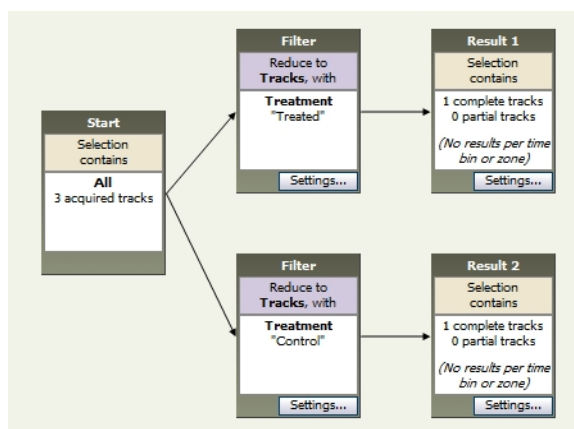 Start
Selection
contains
All
3 acquired tracks
Filter
Reduce to
Tracks, with
Treatment
"Treated"
Settings...
Result 1
Selection
contains
1 complete tracks
0 partial tracks
(No results per time
bin or zone)
Settings...
Filter
Reduce to
Tracks, with
Treatment
"Control"
Settings...
Result 2
Selection
contains
1 complete tracks
0 partial tracks
(No results per time
bin or zone)
Settings...